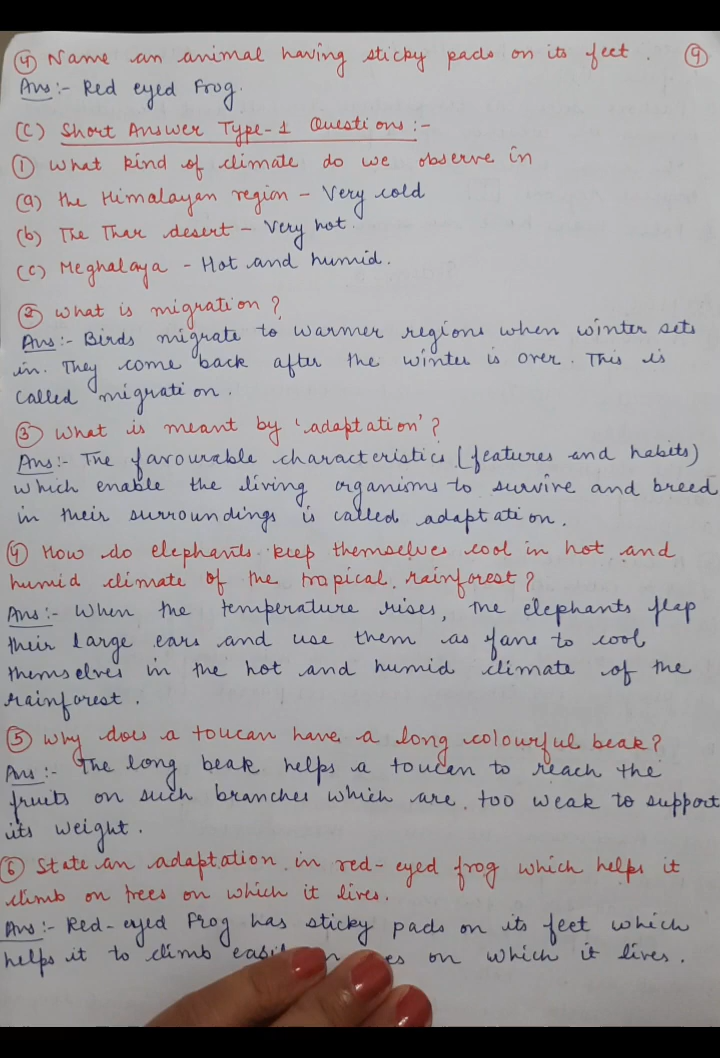 ④ Name an animal having sticky pads on its feet. ⑨
Ans:- Red eyed Frog.
(C) Short Answer Type-1 Questions:-
① What kind of climate do we observe in
(a) the Himalayan region - Very cold
(b) The Thar desert - Very hot.
(c) Meghalaya - Hot and humid.
② What is migration?
Ans:- Birds migrate to warmer regions when winter sets
in. They come back after the winter is over. This is
called migration.
③ What is meant by 'adaptation'?
Ans:- The favourable characteristics (features and habits)
which enable the living organisms to survive and breed
in their surroundings is called adaptation.
④ How do elephants keep themselves cool in hot and
humid climate of the tropical rainforest?
Ans:- When the temperature rises, the elephants flap
their large ears and use them as fans to cool
themselves in the hot and humid climate of the
rainforest.
⑤ Why does a toucan have a long colourful beak?
Ans:- The long beak helps a toucan to reach the
fruits on such branches which are too weak to support
its weight.
⑥ State an adaptation in red-eyed frog which helps it
climb on trees on which it lives.
Ans:- Red-eyed Frog has sticky pads on its feet which
helps it to climb on which it lives.